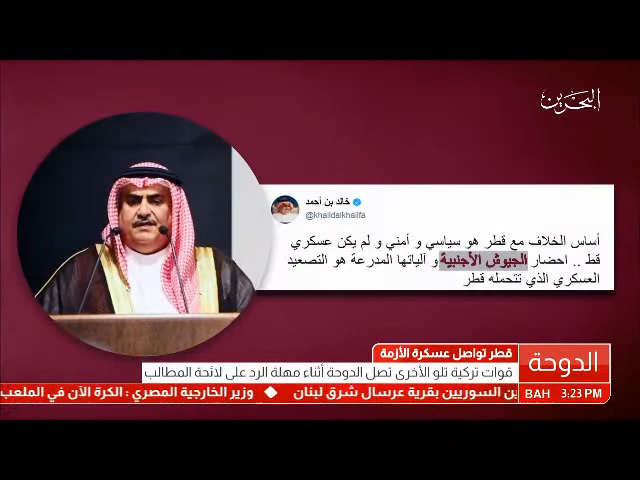 البحرين
خالد بن أحمد
@khalidalkhalifa
أساس الخلاف مع قطر هو سياسي و أمني و لم يكن عسكري
قط .. احضار الجيوش الأجنبية و آلياتها المدرعة هو التصعيد
العسكري الذي تتحمله قطر
قطر تواصل عسكرة الأزمة
الدوحة
قوات تركية تلو الأخرى تصل الدوحة أثناء مهلة الرد على لائحة المطالب
BAH 3:23 PM
ين السوريين بقرية عرسال شرق لبنان ◆ وزير الخارجية المصري: الكرة الآن في الملعب